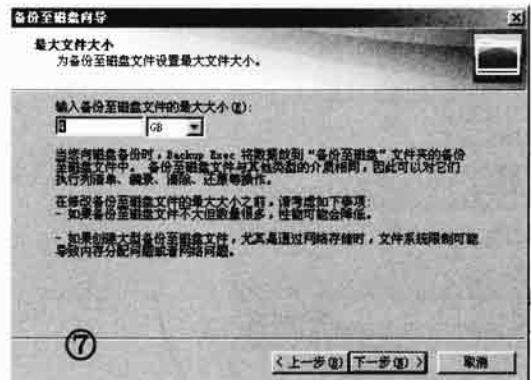 备份至磁盘向导
最大文件大小
为备份至磁盘文件设置最大文件大小。
输入备份至磁盘文件的最大大小(E):
GB
当您向磁盘备份时，Backup Exec 将数据放到“备份至磁盘”文件夹的备份
至磁盘文件中。 备份至磁盘文件与其他类型的介质相同，因此可以对它们
执行列清单、编录、清除、还原等操作。
在修改备份至磁盘文件的最大大小之前，请考虑如下事项:
- 如果备份至磁盘文件不大但数量很多，性能可能会降低。
- 如果创建大型备份至磁盘文件，尤其是通过网络存储时，文件系统限制可能
导致内存分配问题或者网络问题。
⑦
< 上一步(B) 下一步(N) > 取消